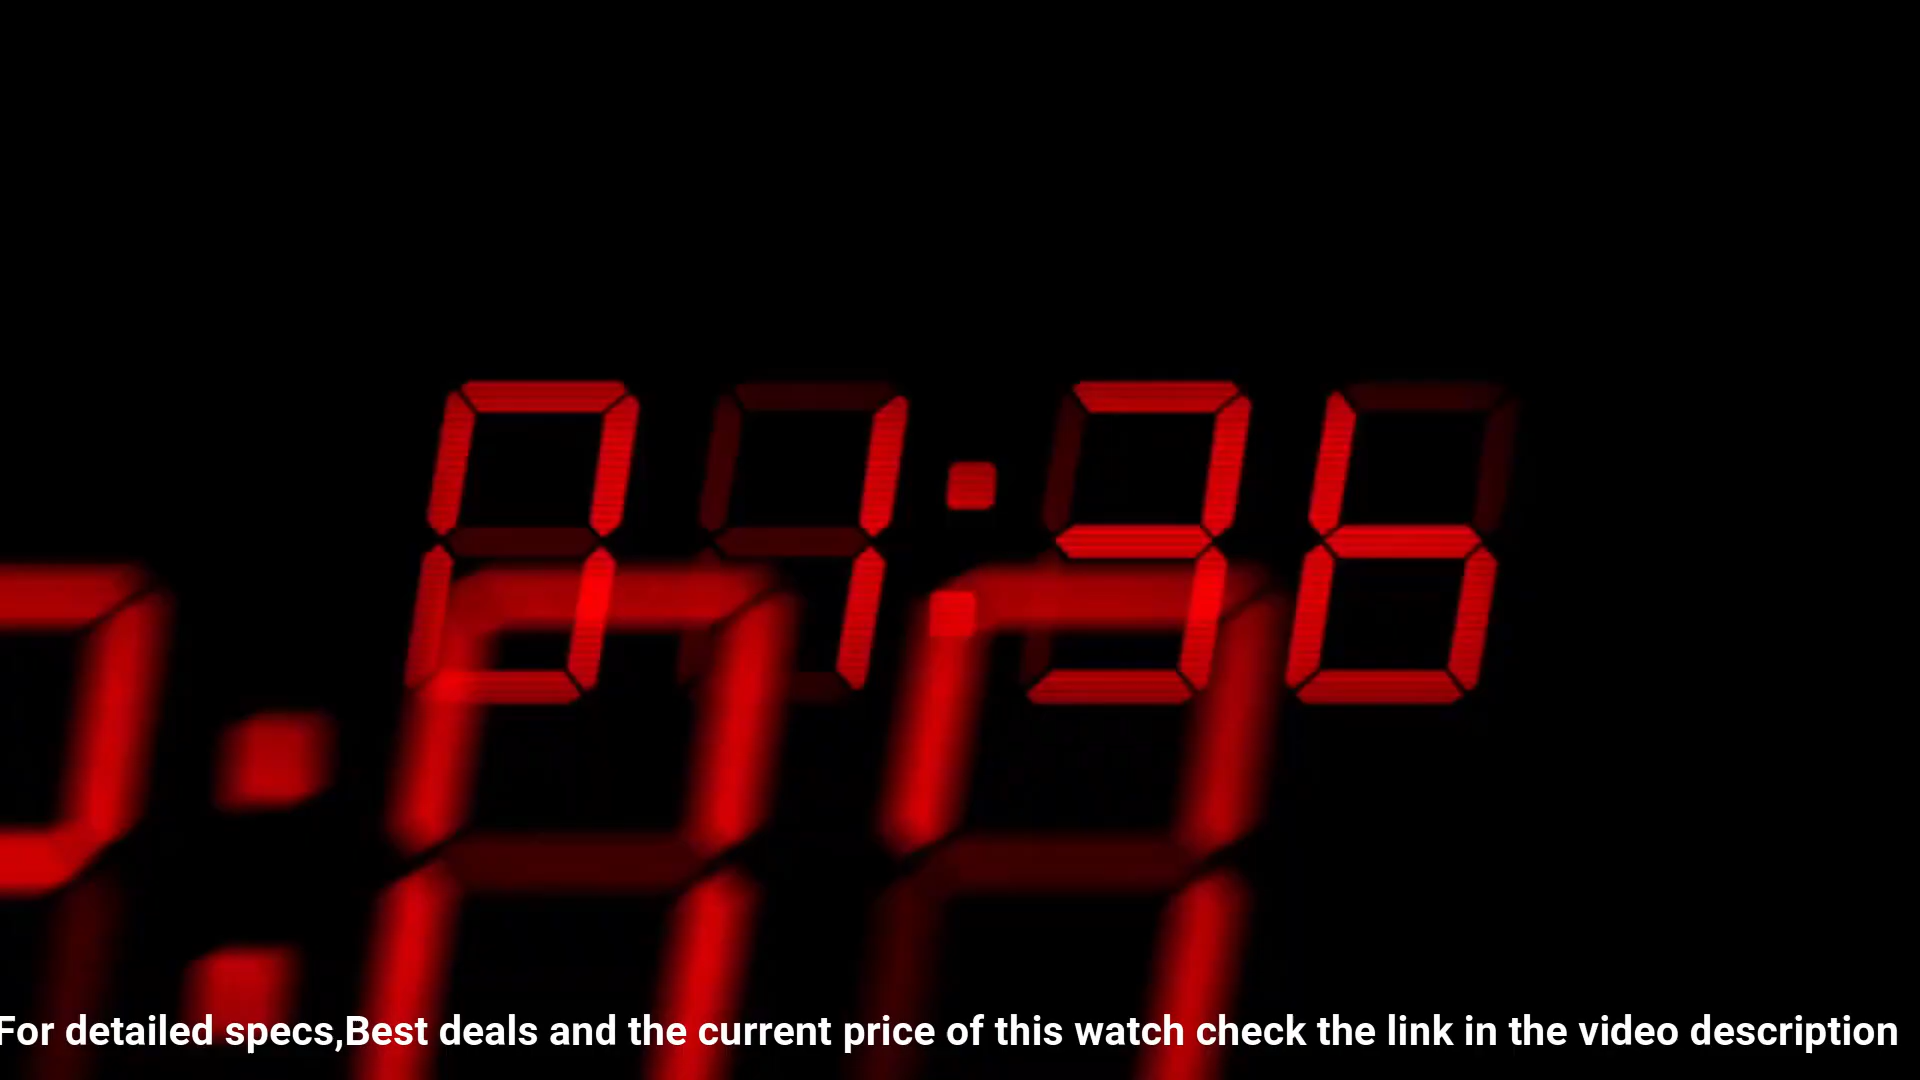 01:36
For detailed specs,Best deals and the current price of this watch check the link in the video description